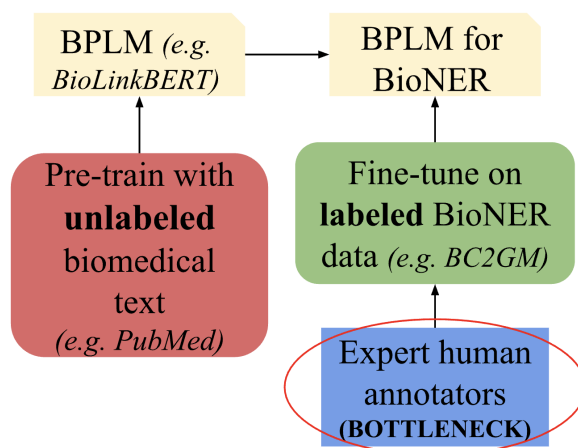 BPLM (e.g.
BioLinkBERT)
BPLM for
BioNER
Pre-train with
unlabeled
biomedical
text
(e.g. PubMed)
Fine-tune on
labeled BioNER
data (e.g. BC2GM)
Expert human
annotators
(BOTTLENECK)